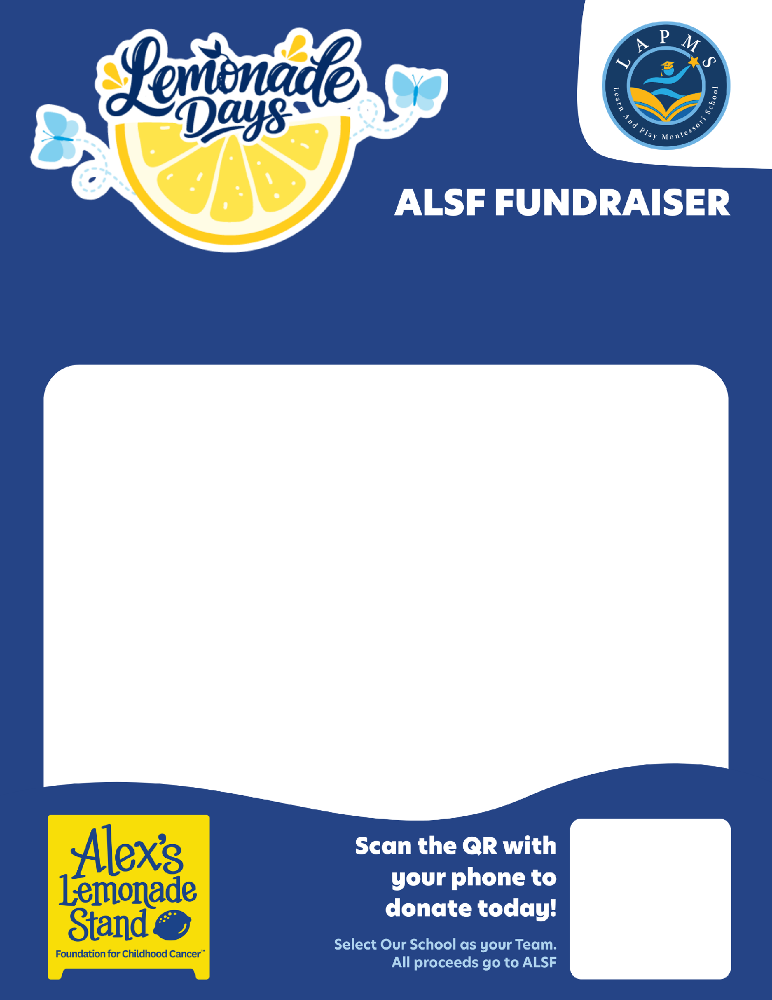 Lemonade
Days
LAPMS
Learn And Play Montessori School
ALSF FUNDRAISER
Alex's
Lemonade
Stand
Foundation for Childhood Cancer™
Scan the QR with
your phone to
donate today!
Select Our School as your Team.
All proceeds go to ALSF